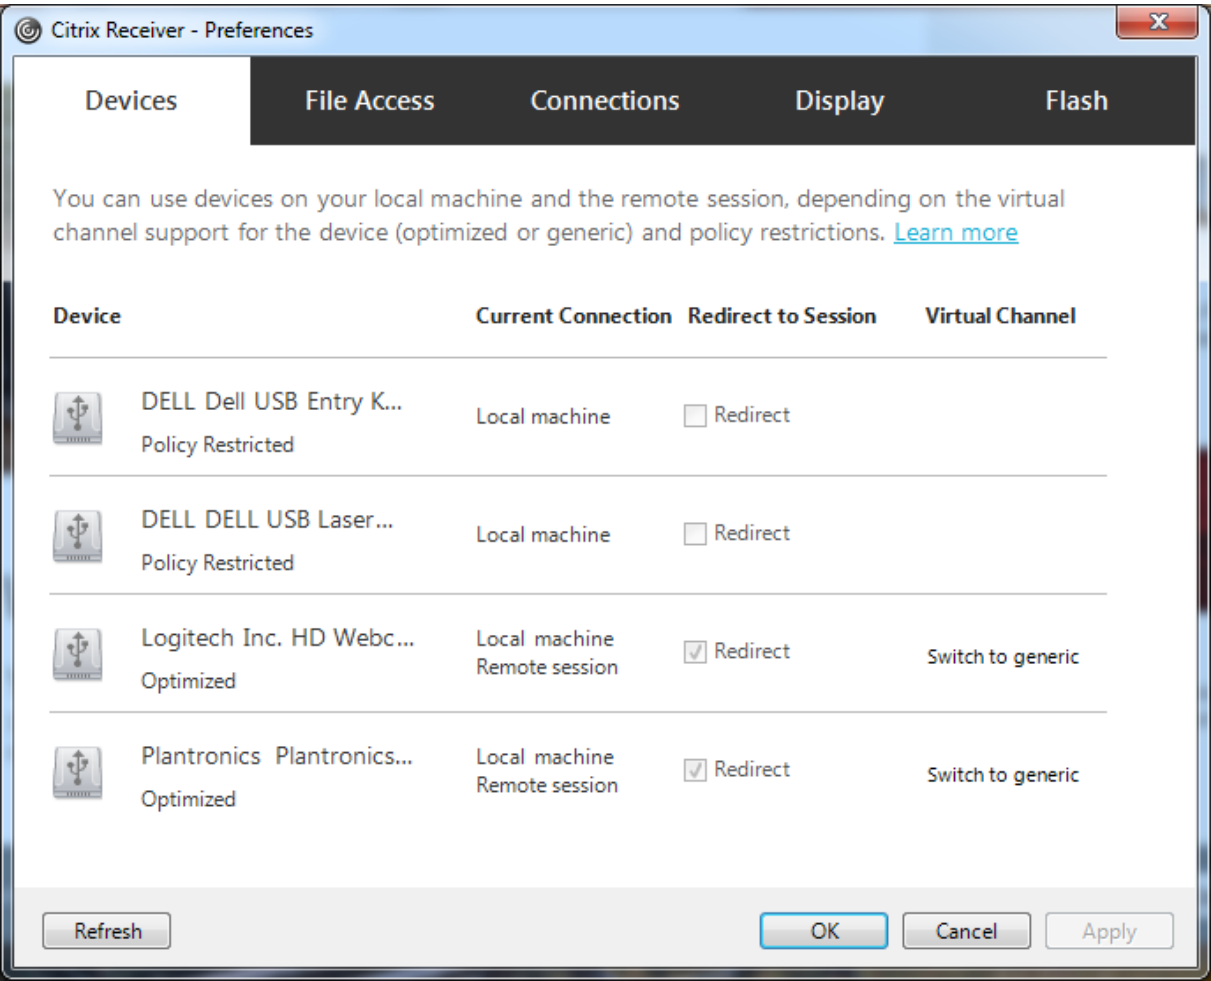 Citrix Receiver - Preferences
Devices File Access Connections Display Flash
You can use devices on your local machine and the remote session, depending on the virtual
channel support for the device (optimized or generic) and policy restrictions. Learn more
Device Current Connection Redirect to Session Virtual Channel
DELL Dell USB Entry K...
Policy Restricted
Local machine
Redirect
DELL DELL USB Laser...
Policy Restricted
Local machine
Redirect
Logitech Inc. HD Webc...
Optimized
Local machine
Remote session
Redirect
Switch to generic
Plantronics Plantronics...
Optimized
Local machine
Remote session
Redirect
Switch to generic
Refresh OK Cancel Apply